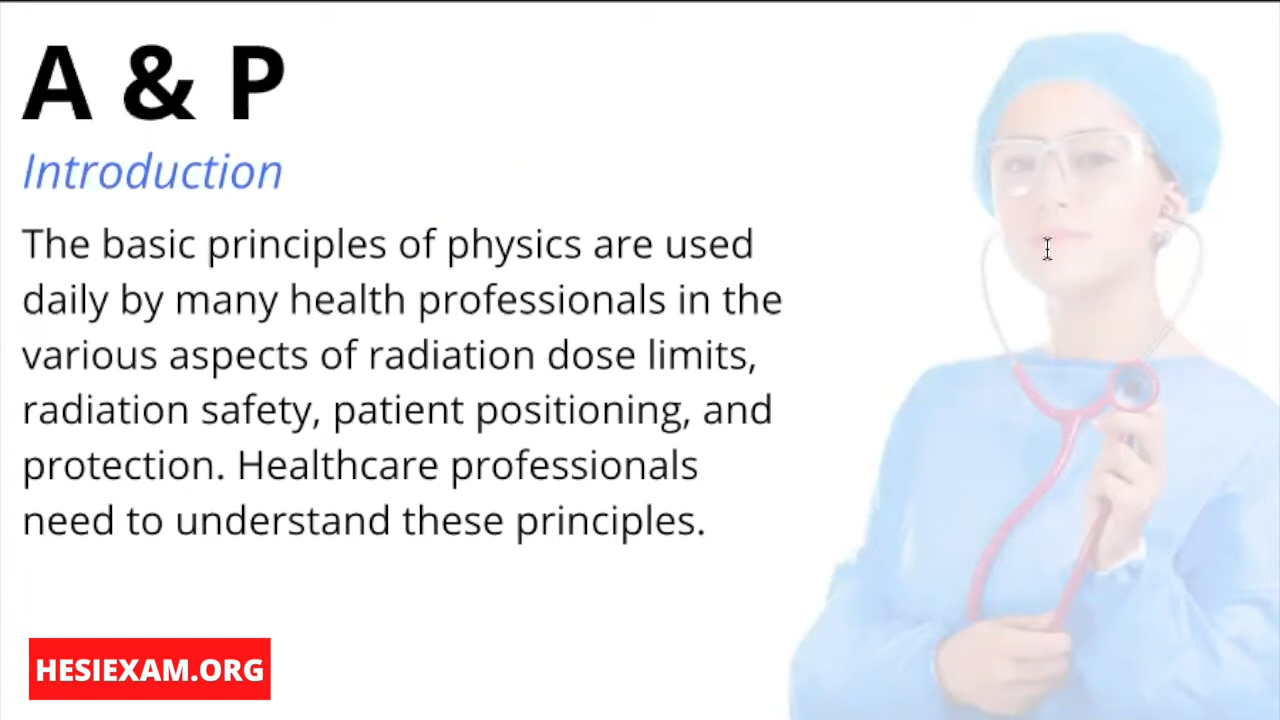 A & P
Introduction
The basic principles of physics are used
daily by many health professionals in the
various aspects of radiation dose limits,
radiation safety, patient positioning, and
protection. Healthcare professionals
need to understand these principles.
HESIEXAM.ORG